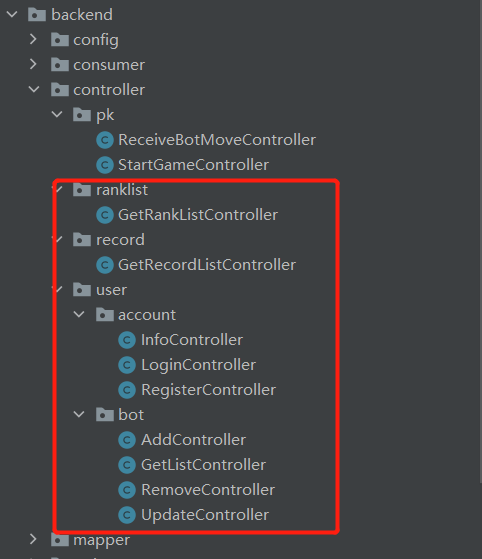 backend
config
consumer
controller
pk
ReceiveBotMoveController
StartGameController
ranklist
GetRankListController
record
GetRecordListController
user
account
InfoController
LoginController
RegisterController
bot
AddController
GetListController
RemoveController
UpdateController
mapper